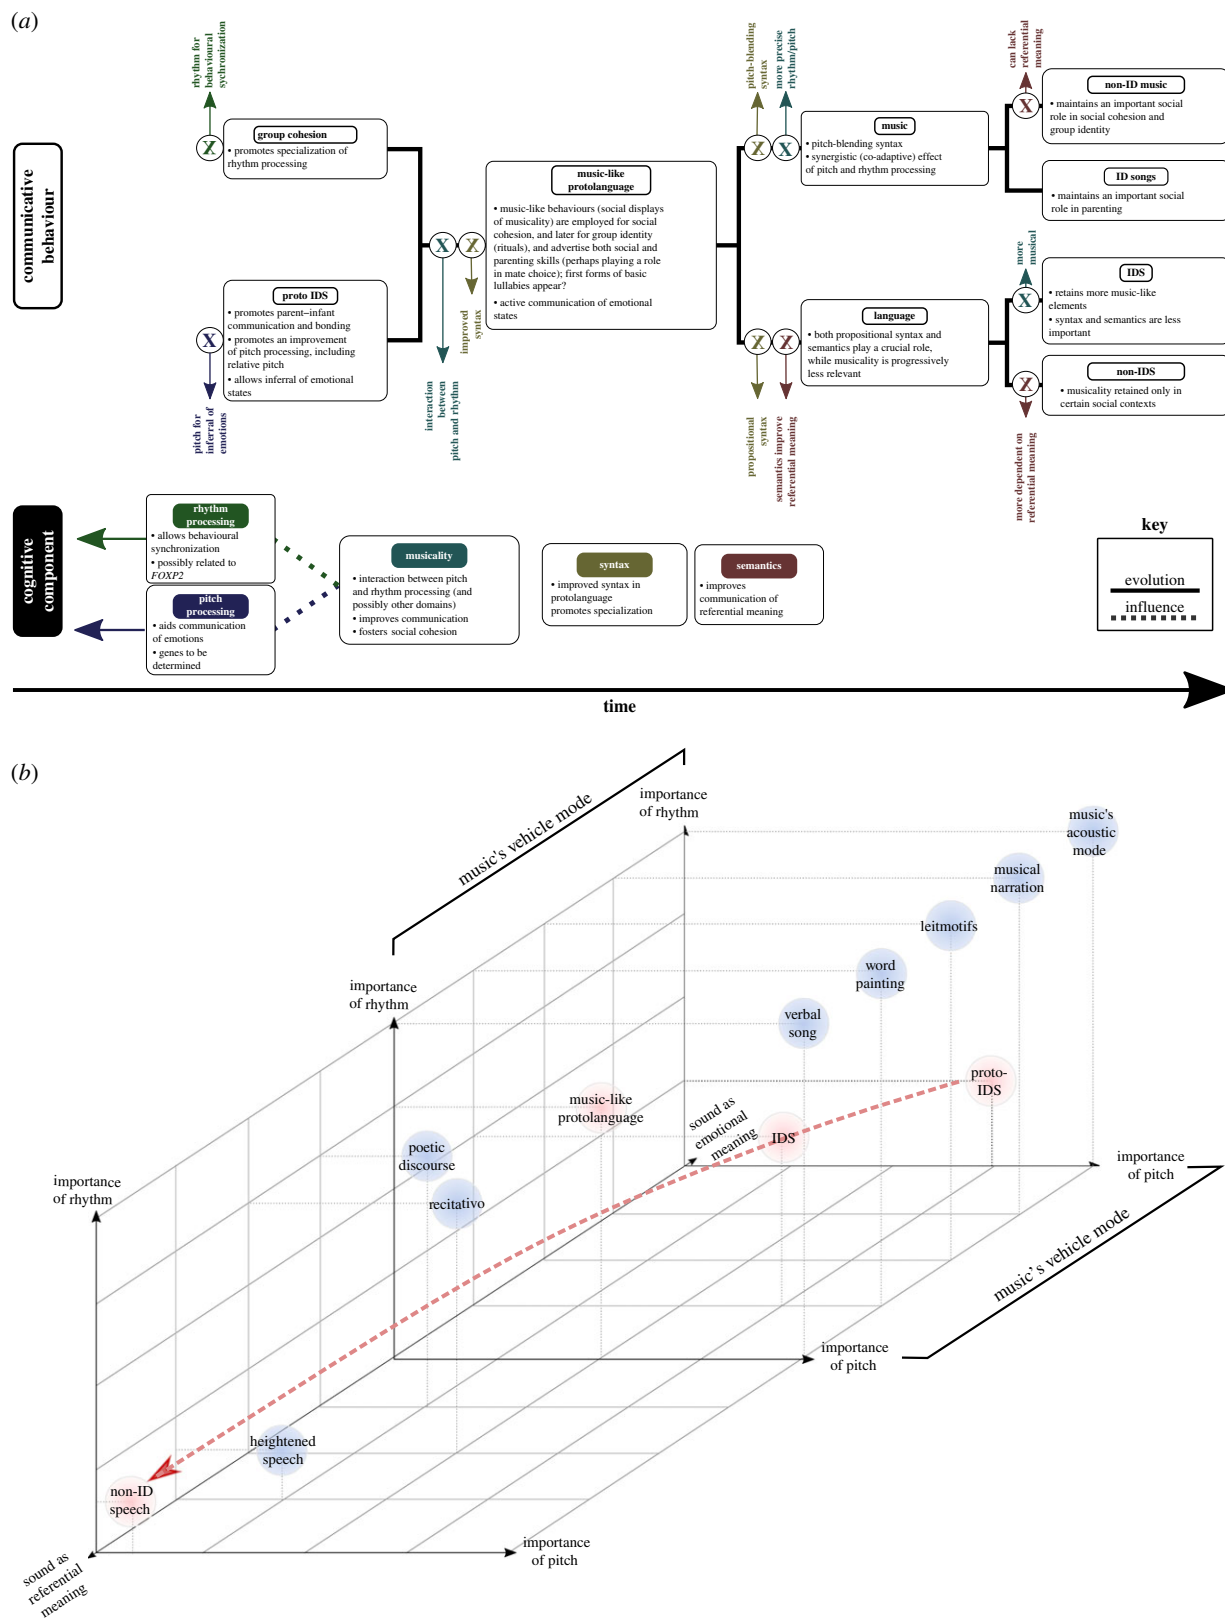 (a)
rhythm for
behavioural
sychronization
pitch-blending
syntax
more precise
rhythm/pitch
can lack
referential
meaning
communicative
behaviour
X
group cohesion
• promotes specialization of
rhythm processing
X
proto IDS
• promotes parent–infant
communication and bonding
• promotes an improvement
of pitch processing, including
relative pitch
• allows inferral of emotional
states
pitch for
inferral of
emotions
X
X
interaction
between
pitch and rhythm
improved
syntax
music-like
protolanguage
• music-like behaviours (social displays
of musicality) are employed for social
cohesion, and later for group identity
(rituals), and advertise both social and
parenting skills (perhaps playing a role
in mate choice); first forms of basic
lullabies appear?
• active communication of emotional
states
X
X
music
• pitch-blending syntax
• synergistic (co-adaptive) effect
of pitch and rhythm processing
X
non-ID music
• maintains an important social
role in social cohesion and
group identity
ID songs
• maintains an important social
role in parenting
X
X
language
• both propositional syntax and
semantics play a crucial role,
while musicality is progressively
less relevant
propositional
syntax
semantics improve
referential meaning
more
musical
X
IDS
• retains more music-like
elements
• syntax and semantics are less
important
X
non-IDS
• musicality retained only in
certain social contexts
more dependent on
referential meaning
cognitive
component
rhythm
processing
• allows behavioural
synchronization
• possibly related to
FOXP2
pitch
processing
• aids communication
of emotions
• genes to be
determined
musicality
• interaction between pitch
and rhythm processing (and
possibly other domains)
• improves communication
• fosters social cohesion
syntax
• improved syntax in
protolanguage
promotes specialization
semantics
• improves
communication of
referential meaning
key
evolution
influence
time
(b)
music's vehicle mode
importance
of rhythm
music's
acoustic
mode
musical
narration
leitmotifs
word
painting
importance
of rhythm
verbal
song
proto-
IDS
music-like
protolanguage
sound as
emotional
meaning
IDS
poetic
discourse
importance
of pitch
importance
of rhythm
recitativo
music's vehicle mode
importance
of pitch
heightened
speech
non-ID
speech
importance
of pitch
sound as
referential
meaning